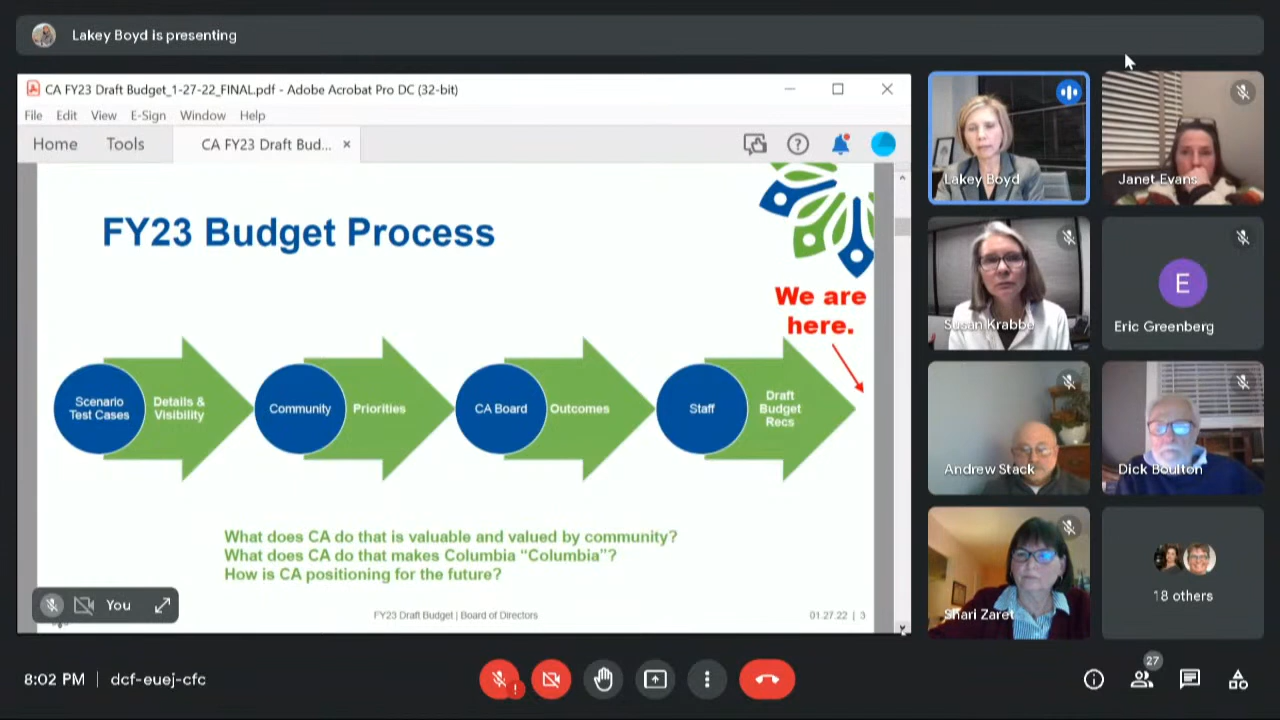 Lakey Boyd is presenting
CA FY23 Draft Budget_1-27-22_FINAL.pdf - Adobe Acrobat Pro DC (32-bit)
File Edit View E-Sign Window Help
Home Tools CA FY23 Draft Bud... ×
FY23 Budget Process
We are
here.
Scenario
Test Cases
Details &
Visibility
Community
Priorities
CA Board
Outcomes
Staff
Draft
Budget
Recs
What does CA do that is valuable and valued by community?
What does CA do that makes Columbia “Columbia”?
How is CA positioning for the future?
FY23 Draft Budget | Board of Directors
01.27.22 | 3
You
Lakey Boyd
Janet Evans
Susan Krabbe
E
Eric Greenberg
Andrew Stack
Dick Boulton
Shari Zaret
18 others
8:02 PM | dcf-euej-cfc
27